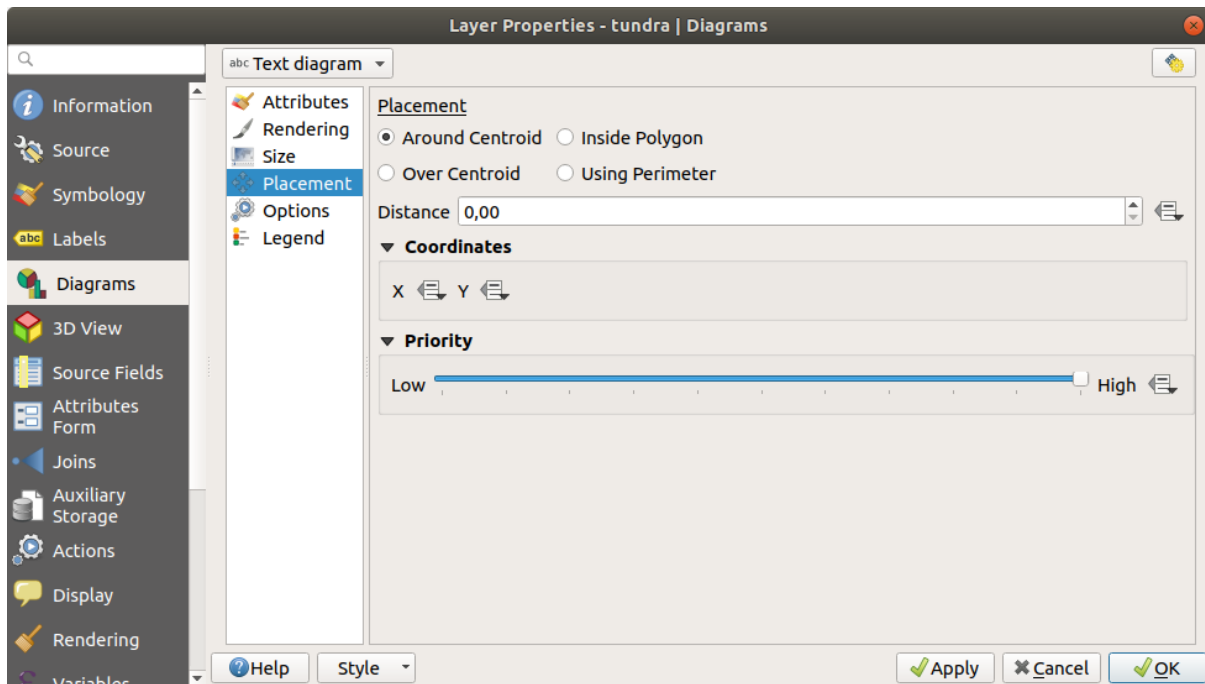 Layer Properties - tundra | Diagrams
Information
Source
Symbology
abc Labels
Diagrams
3D View
Source Fields
Attributes
Form
Joins
Auxiliary
Storage
Actions
Display
Rendering
Variables
abc Text diagram
Attributes
Rendering
Size
Placement
Options
Legend
Placement
Around Centroid Inside Polygon
Over Centroid Using Perimeter
Distance 0,00
Coordinates
X Y
Priority
Low High
Help Style Apply Cancel OK